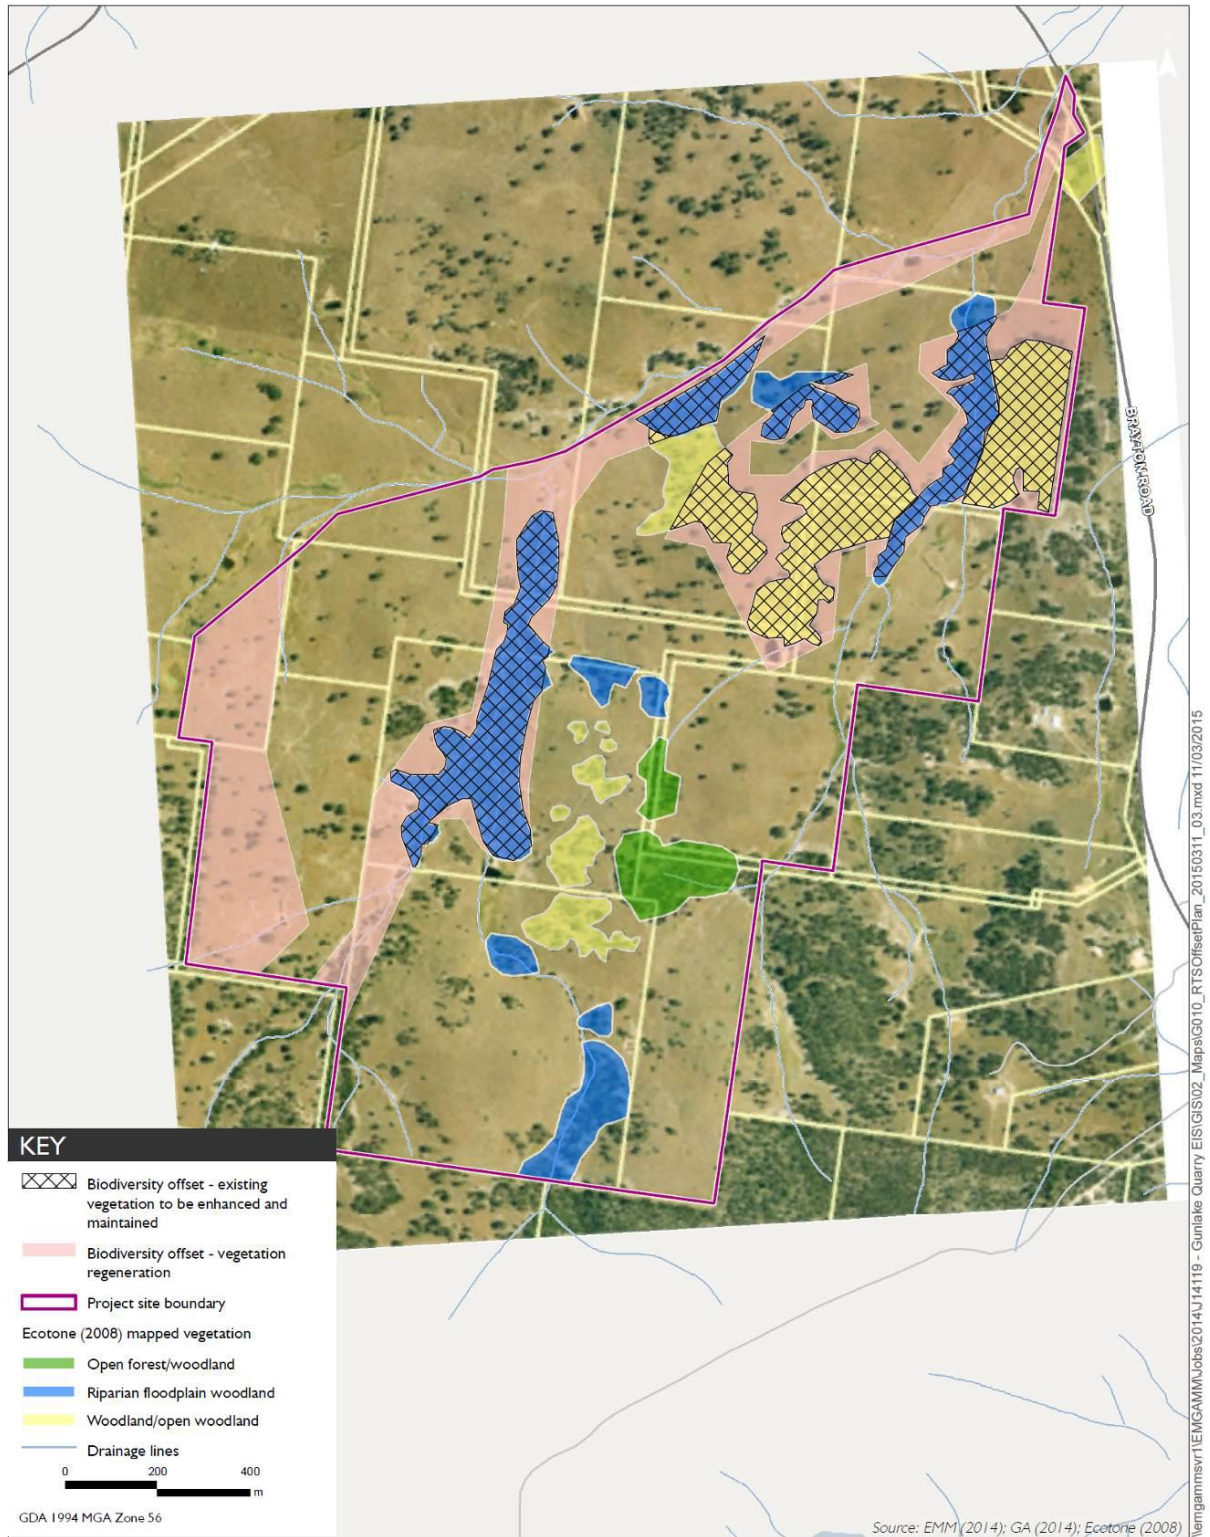 N
BRAYTON ROAD
KEY
Biodiversity offset - existing
vegetation to be enhanced and
maintained
Biodiversity offset - vegetation
regeneration
Project site boundary
Ecotone (2008) mapped vegetation
Open forest/woodland
Riparian floodplain woodland
Woodland/open woodland
Drainage lines
0 200 400
m
GDA 1994 MGA Zone 56
Source: EMM (2014); GA (2014); Ecotone (2008)
\\emgammsvr1\EMGAMM\Jobs\2014\J14119 - Gunlake Quarry EIS\GIS\02_Maps\G010_RTSOffsetPlan_20150311_03.mxd 11/03/2015